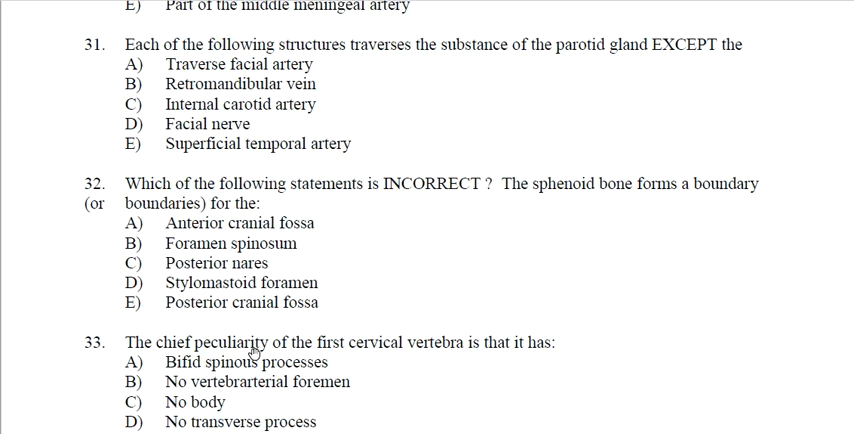 E) Part of the middle meningeal artery
31. Each of the following structures traverses the substance of the parotid gland EXCEPT the
A) Traverse facial artery
B) Retromandibular vein
C) Internal carotid artery
D) Facial nerve
E) Superficial temporal artery
32. Which of the following statements is INCORRECT ? The sphenoid bone forms a boundary
(or boundaries) for the:
A) Anterior cranial fossa
B) Foramen spinosum
C) Posterior nares
D) Stylomastoid foramen
E) Posterior cranial fossa
33. The chief peculiarity of the first cervical vertebra is that it has:
A) Bifid spinous processes
B) No vertebrarterial foremen
C) No body
D) No transverse process